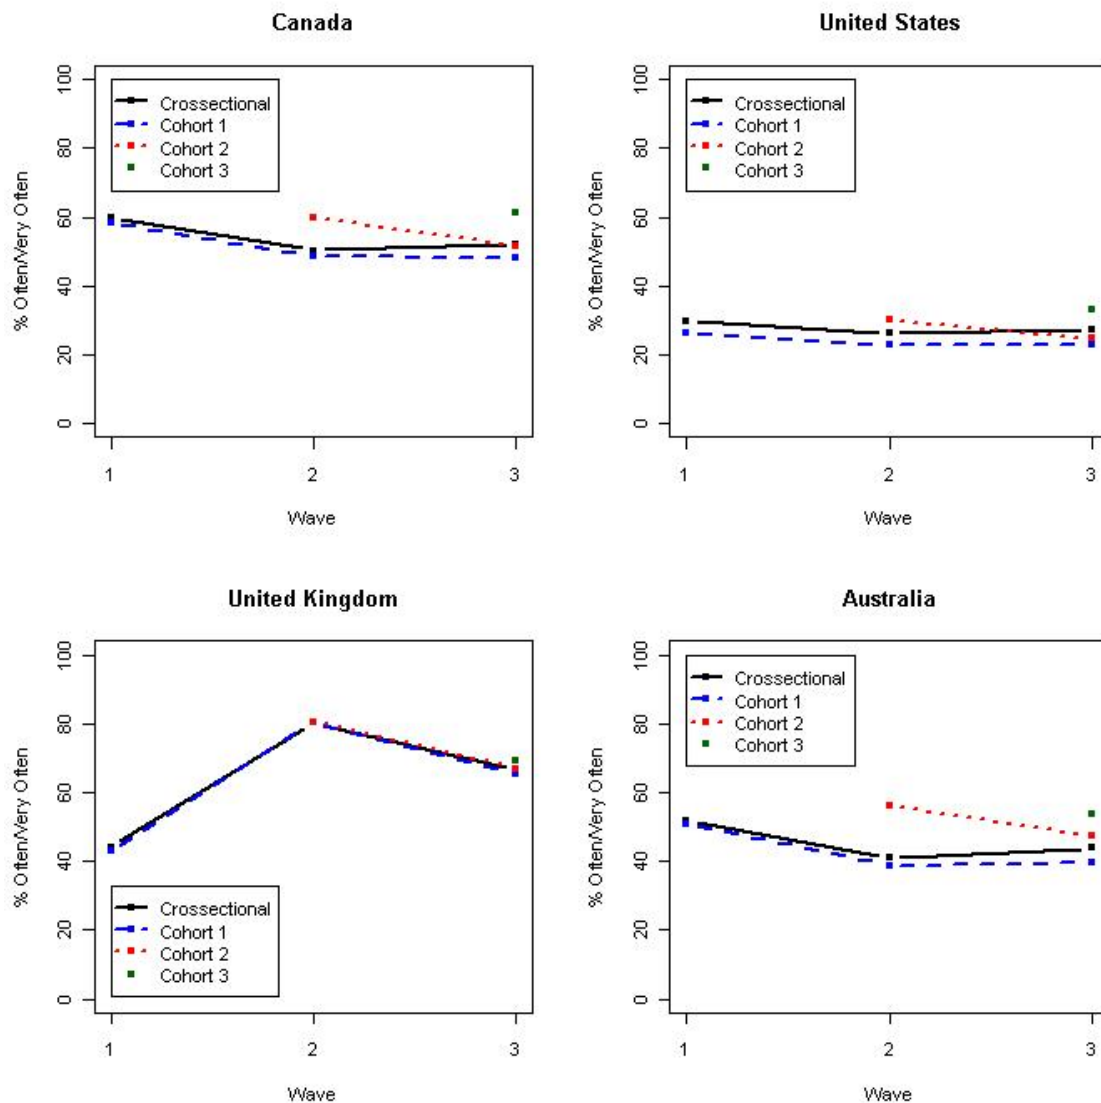 Canada
% Often/Very Often
100
80
60
40
20
0
Crossectional
Cohort 1
Cohort 2
Cohort 3
1 2 3
Wave
United States
% Often/Very Often
100
80
60
40
20
0
Crossectional
Cohort 1
Cohort 2
Cohort 3
1 2 3
Wave
United Kingdom
% Often/Very Often
100
80
60
40
20
0
Crossectional
Cohort 1
Cohort 2
Cohort 3
1 2 3
Wave
Australia
% Often/Very Often
100
80
60
40
20
0
Crossectional
Cohort 1
Cohort 2
Cohort 3
1 2 3
Wave